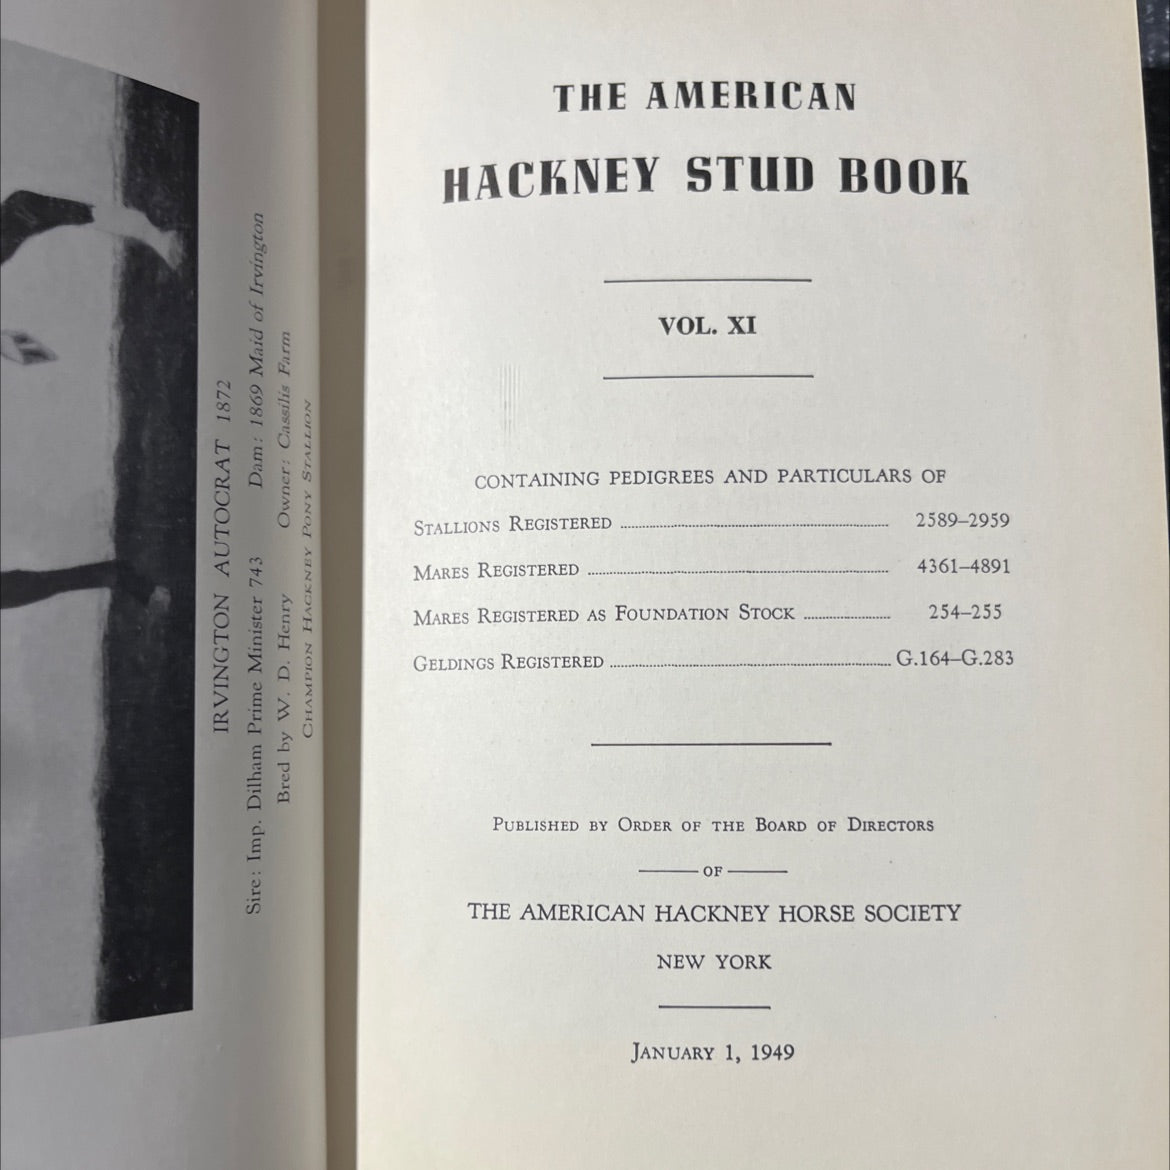 IRVINGTON AUTOCRAT 1872
Sire: Imp. Dilham Prime Minister 743 Dam: 1869 Maid of Irvington
Bred by W. D. Henry Owner: Cassilis Farm
CHAMPION HACKNEY PONY STALLION
THE AMERICAN
HACKNEY STUD BOOK
VOL. XI
CONTAINING PEDIGREES AND PARTICULARS OF
STALLIONS REGISTERED ........ 2589–2959
MARES REGISTERED ........ 4361–4891
MARES REGISTERED AS FOUNDATION STOCK ........ 254–255
GELDINGS REGISTERED ........ G.164–G.283
PUBLISHED BY ORDER OF THE BOARD OF DIRECTORS
OF
THE AMERICAN HACKNEY HORSE SOCIETY
NEW YORK
JANUARY 1, 1949